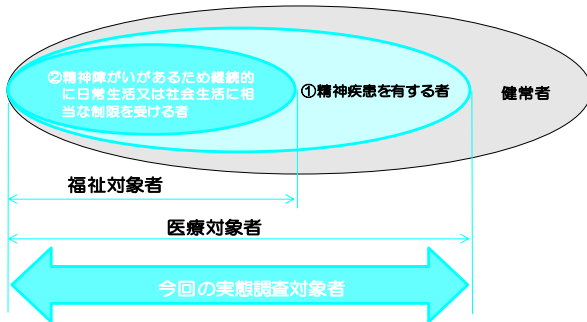 ②精神障がいがあるため継続的
に日常生活又は社会生活に相
当な制限を受ける者
①精神疾患を有する者
健常者
福祉対象者
医療対象者
今回の実態調査対象者